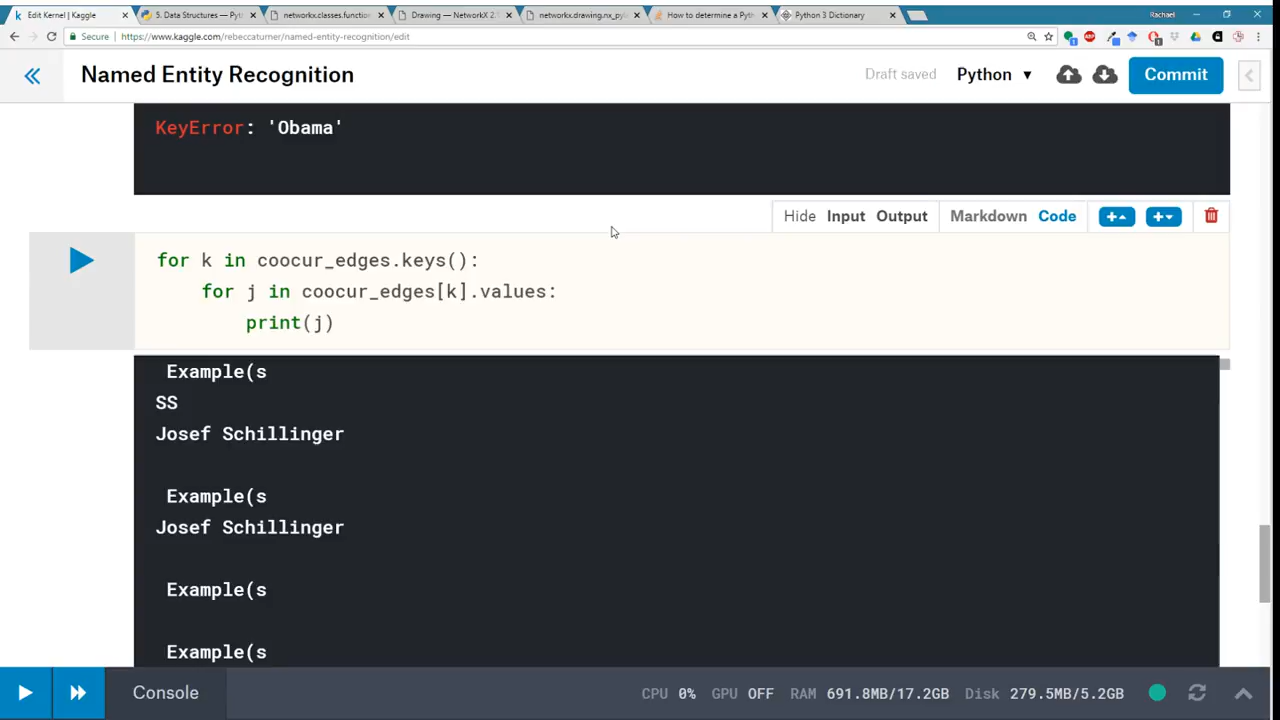 Edit Kernel | Kaggle
5. Data Structures — Pyt
networkx.classes.function
Drawing — NetworkX 2.
networkx.drawing.nx_pyl
How to determine a Pyth
Python 3 Dictionary
Rachael
Secure
https://www.kaggle.com/rebeccaturner/named-entity-recognition/edit
Named Entity Recognition
Draft saved
Python
Commit
KeyError: 'Obama'
Hide Input Output
Markdown Code
for k in coocur_edges.keys():
for j in coocur_edges[k].values:
print(j)
Example(s
SS
Josef Schillinger
Example(s
Josef Schillinger
Example(s
Example(s
Console
CPU 0% GPU OFF RAM 691.8MB/17.2GB Disk 279.5MB/5.2GB